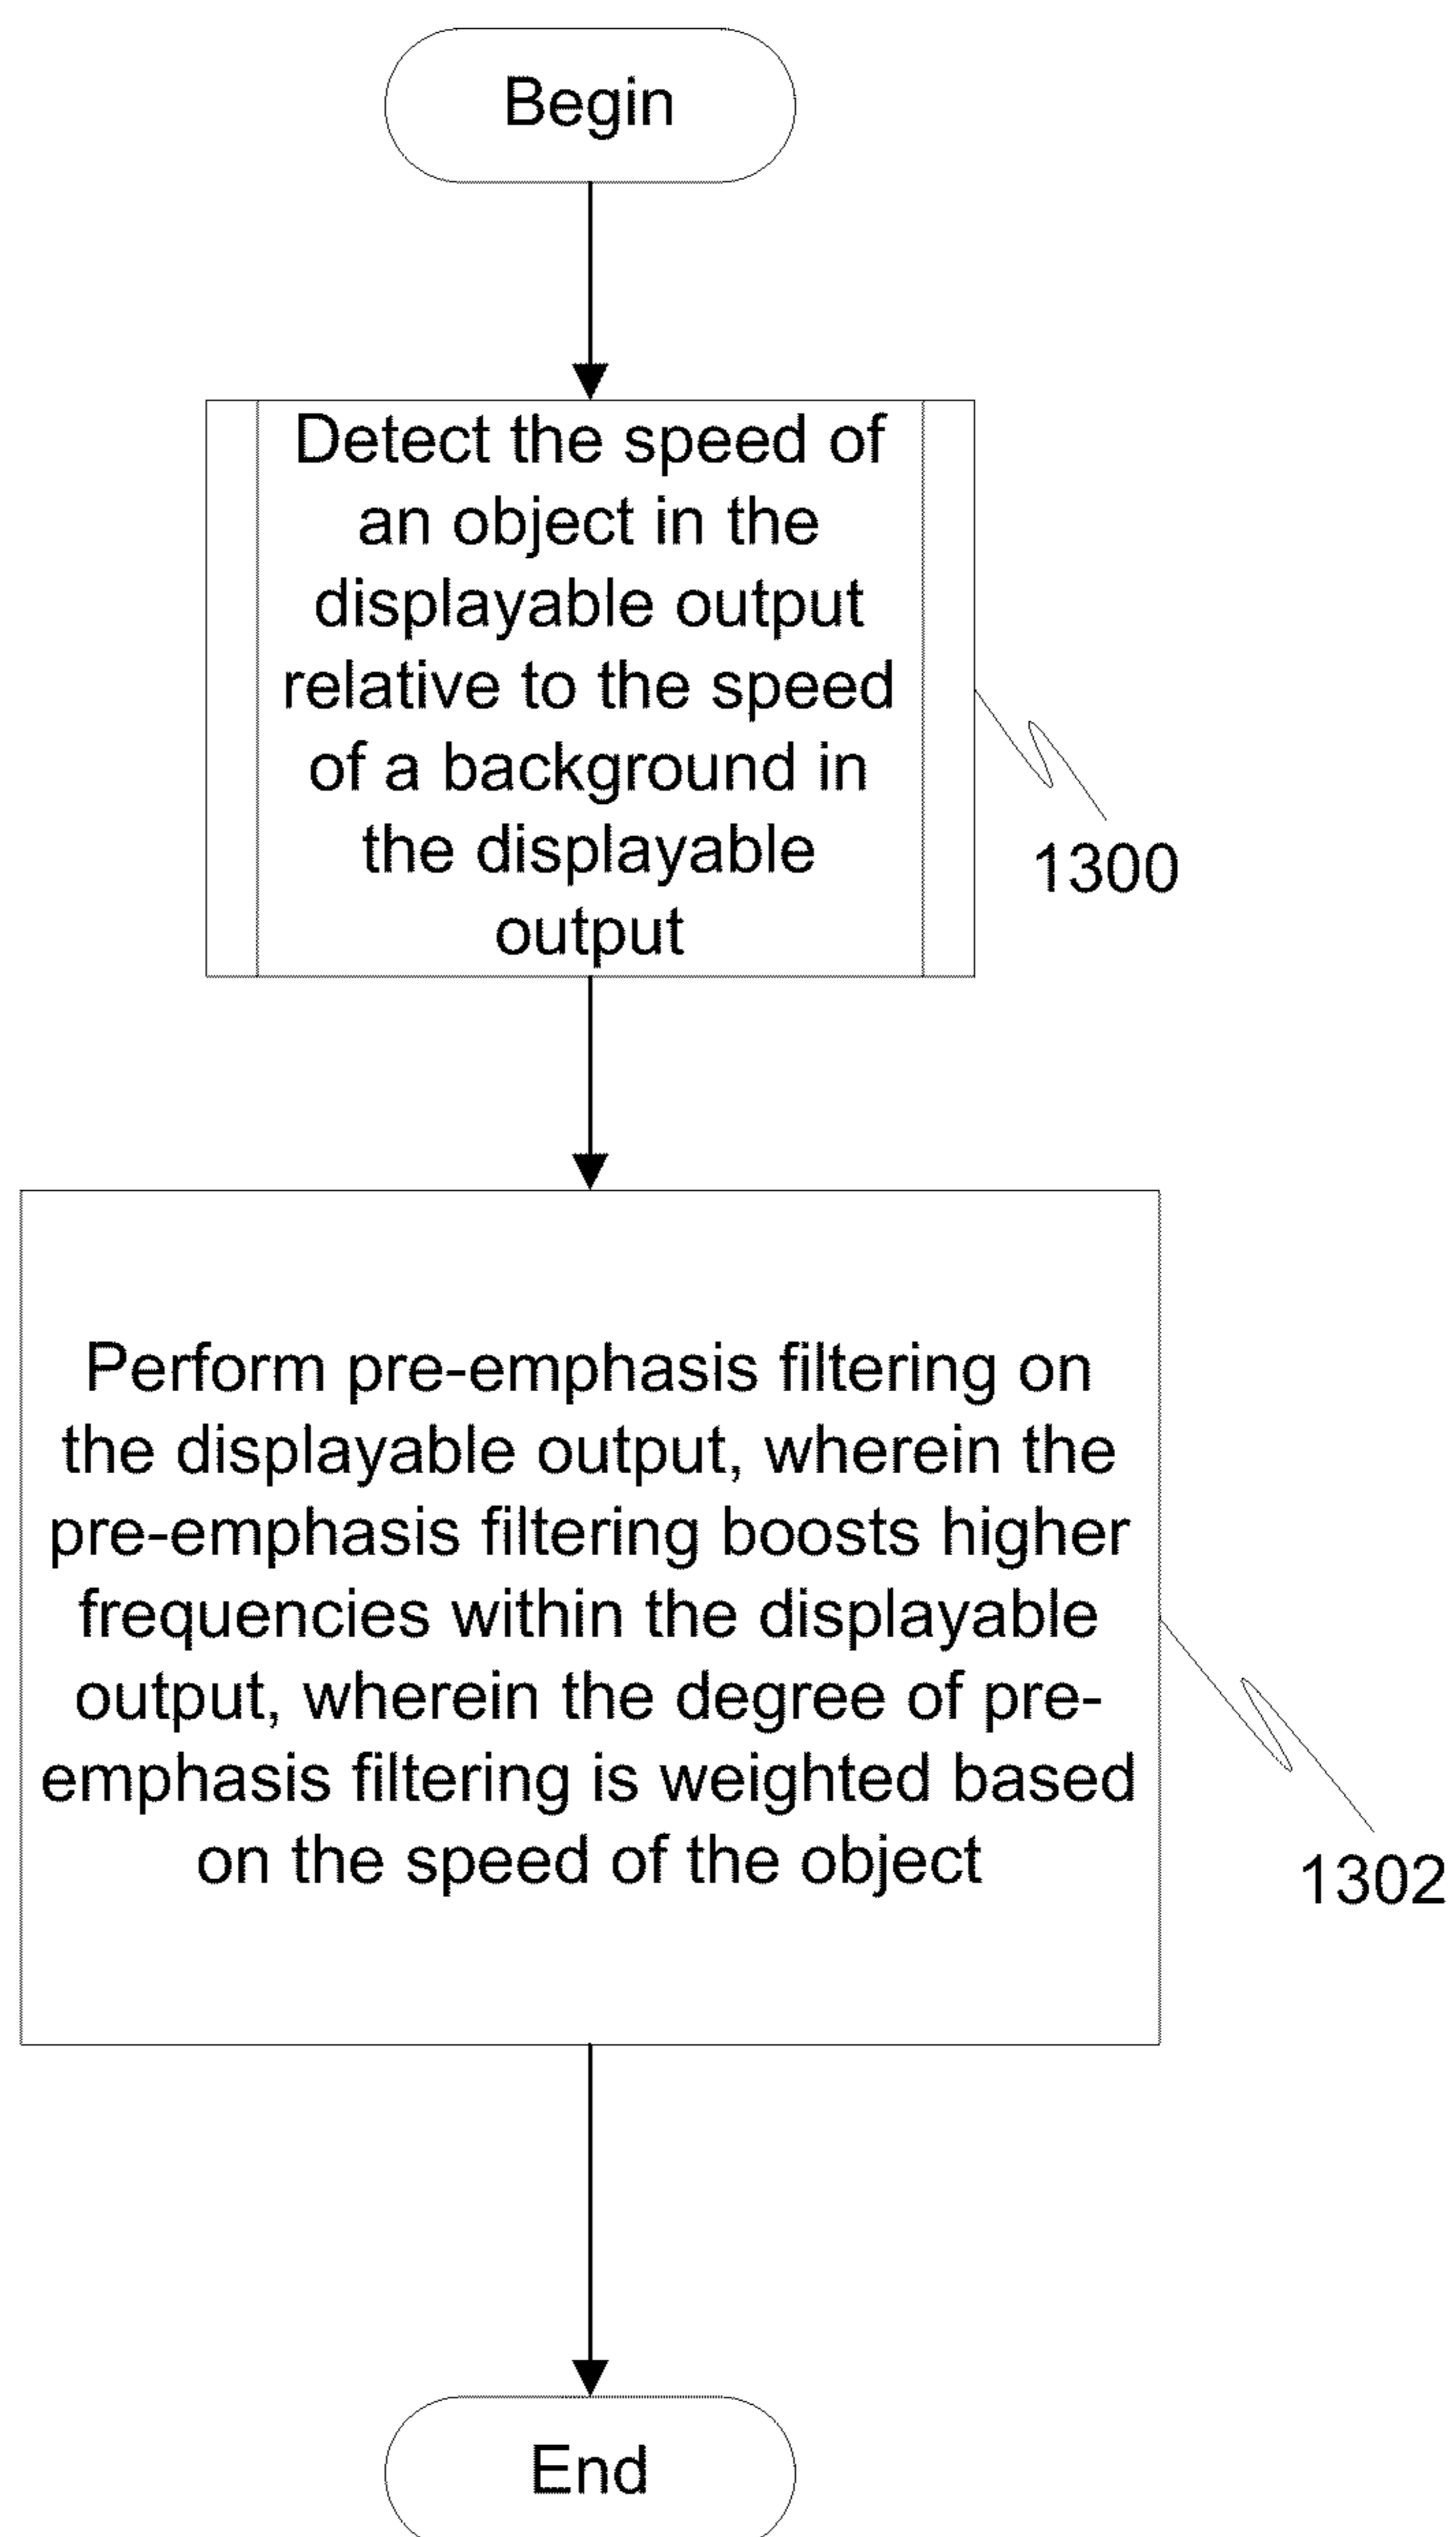 Begin
Detect the speed of
an object in the
displayable output
relative to the speed
of a background in
the displayable
output
1300
Perform pre-emphasis filtering on
the displayable output, wherein the
pre-emphasis filtering boosts higher
frequencies within the displayable
output, wherein the degree of pre-
emphasis filtering is weighted based
on the speed of the object
1302
End